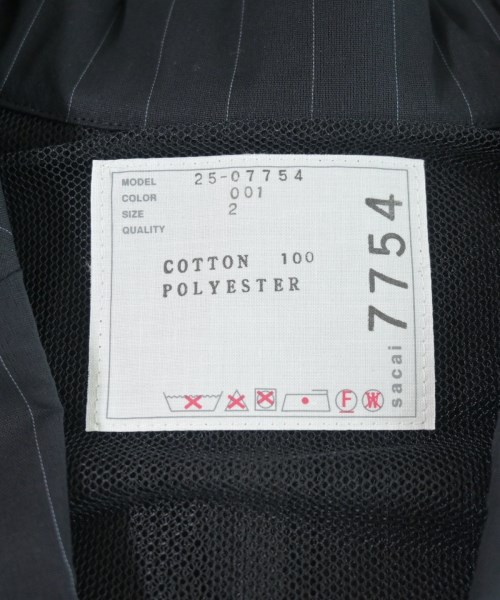 MODEL 25-07754
COLOR 001
SIZE 2
QUALITY
COTTON 100
POLYESTER
sacai 7754
F
W